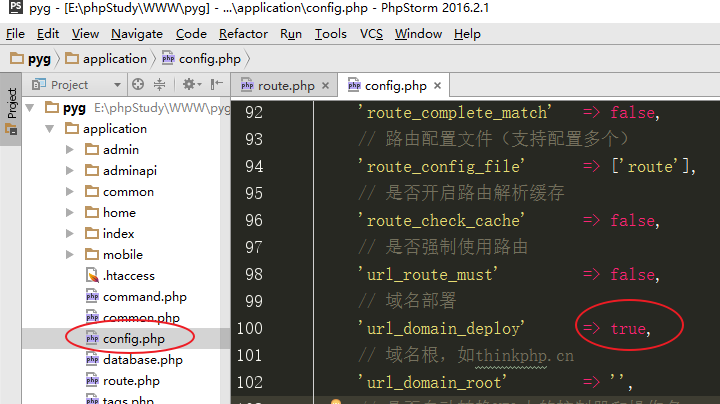 pyg - [E:\phpStudy\WWW\pyg] - ...\application\config.php - PhpStorm 2016.2.1
File Edit View Navigate Code Refactor Run Tools VCS Window Help
pyg application config.php
Project
Project
route.php config.php
pyg E:\phpStudy\WWW\pyg
application
admin
adminapi
common
home
index
mobile
.htaccess
command.php
common.php
config.php
database.php
route.php
tags.php
92 'route_complete_match' => false,
93 // 路由配置文件（支持配置多个）
94 'route_config_file' => ['route'],
95 // 是否开启路由解析缓存
96 'route_check_cache' => false,
97 // 是否强制使用路由
98 'url_route_must' => false,
99 // 域名部署
100 'url_domain_deploy' => true,
101 // 域名根，如thinkphp.cn
102 'url_domain_root' => '',